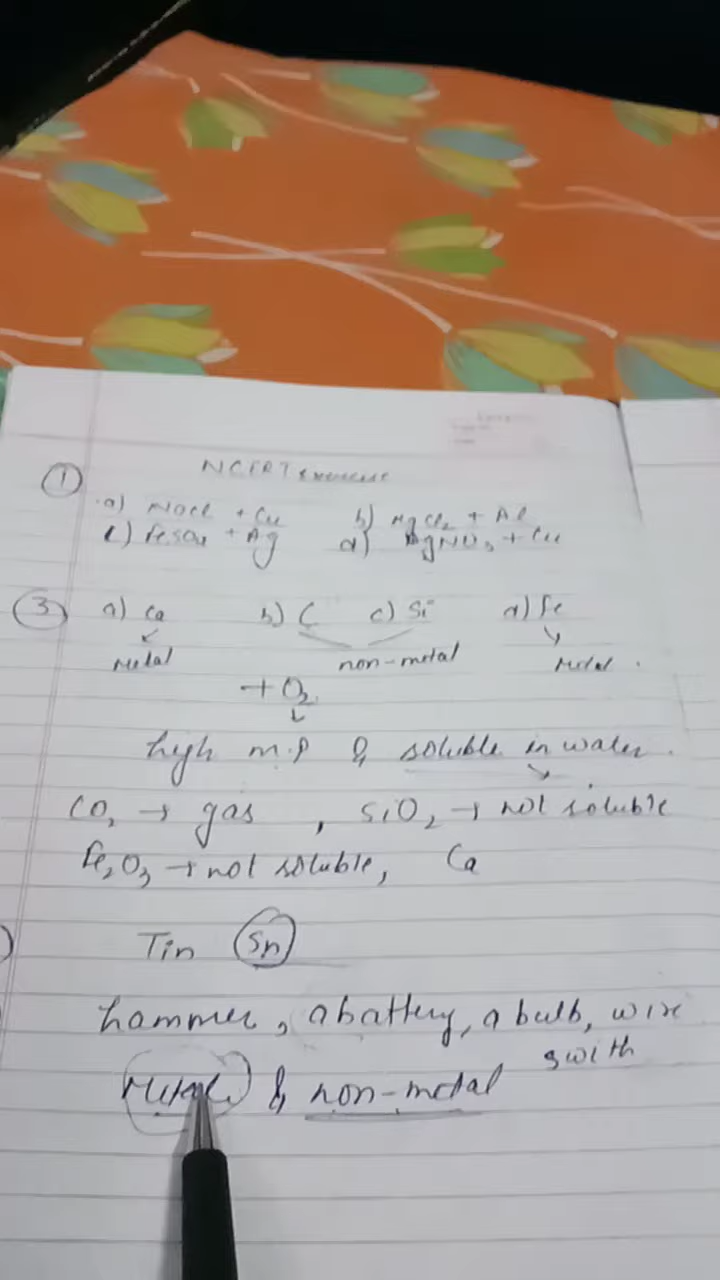 NCERT Exercise
① a) NaCl + Cu b) MgCl₂ + Al
c) FeSO₄ + Ag d) AgNO₃ + Cu
③ a) Ca b) C c) Si d) Fe
Metal non-metal Metal.
+ O₂
high m.p & soluble in water.
CO₂ → gas, SiO₂ → not soluble
Fe₂O₃ → not soluble, Ca
Tin Sn
hammer, a battery, a bulb, wire
swith
Metal & non-metal